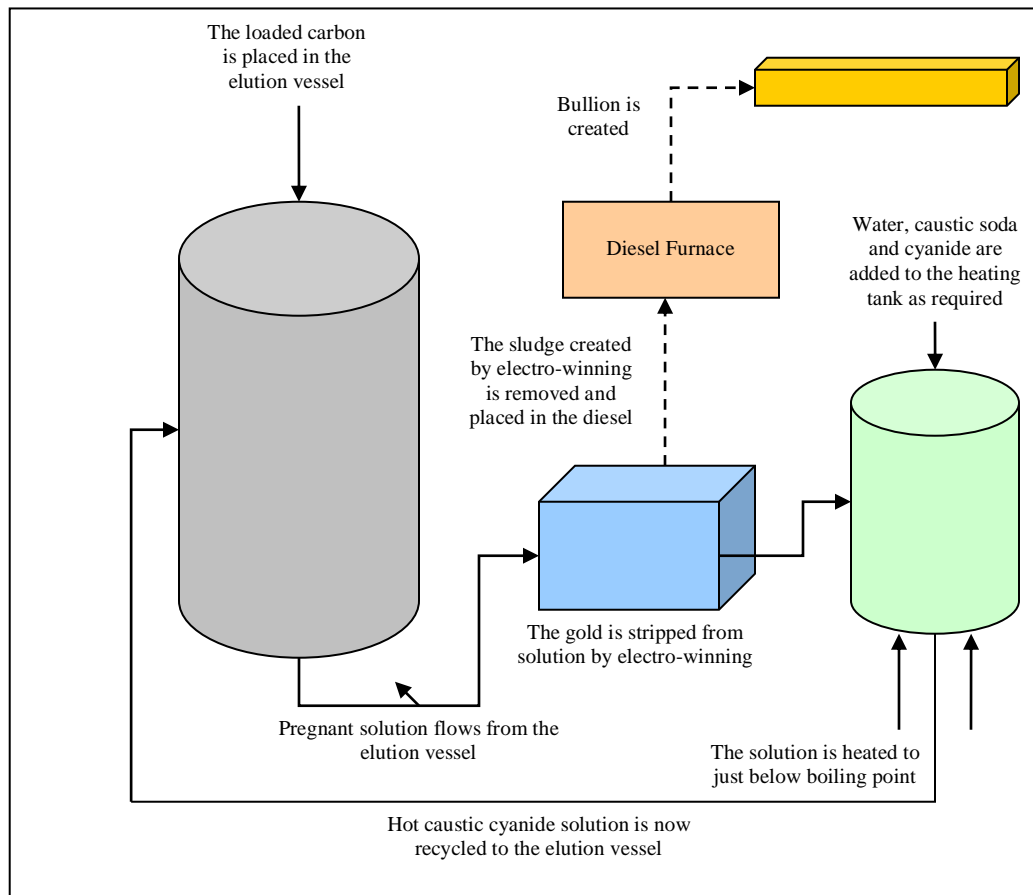 The loaded carbon
is placed in the
elution vessel
Bullion is
created
Diesel Furnace
Water, caustic soda
and cyanide are
added to the heating
tank as required
The sludge created
by electro-winning
is removed and
placed in the diesel
The gold is stripped from
solution by electro-winning
Pregnant solution flows from the
elution vessel
The solution is heated to
just below boiling point
Hot caustic cyanide solution is now
recycled to the elution vessel